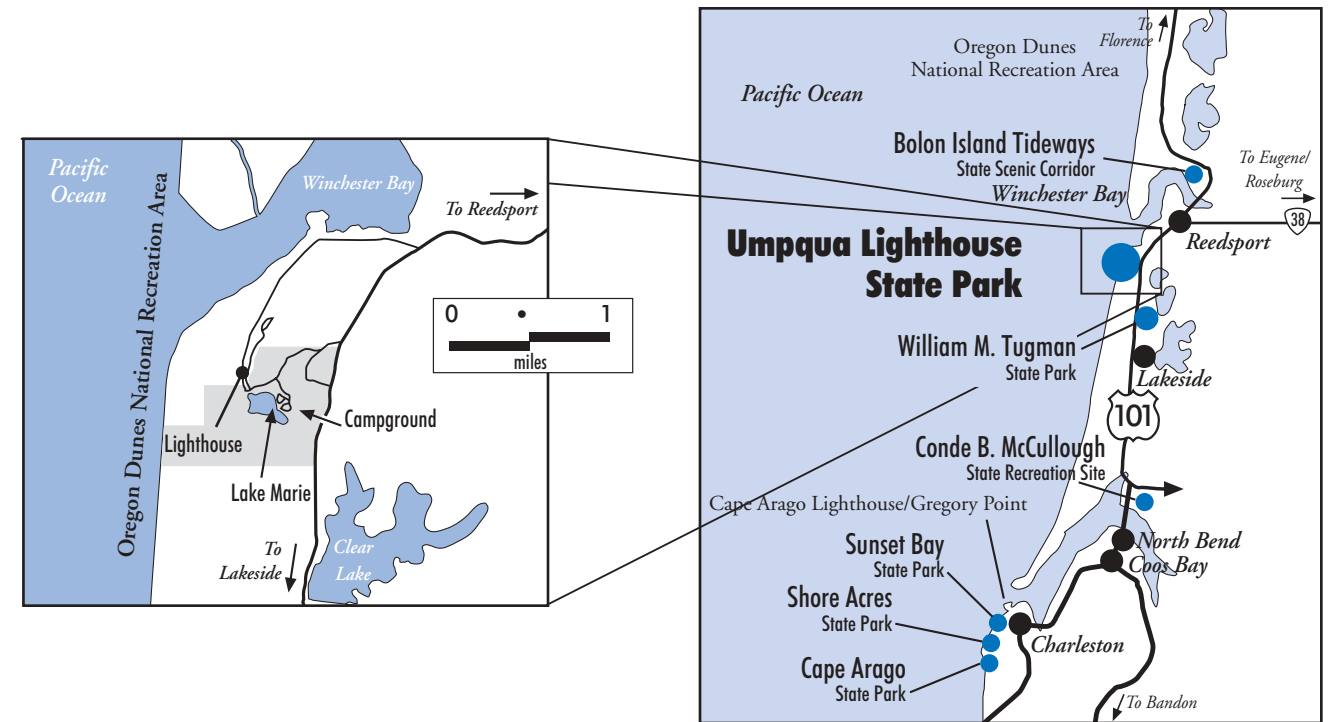 Pacific
Ocean
Oregon Dunes National Recreation Area
Winchester Bay
To Reedsport
0 • 1
miles
Lighthouse
Campground
Lake Marie
To
Lakeside
Clear
Lake
To
Florence
Oregon Dunes
National Recreation Area
Pacific Ocean
Bolon Island Tideways
State Scenic Corridor
Winchester Bay
To Eugene/
Roseburg
38
Reedsport
Umpqua Lighthouse
State Park
William M. Tugman
State Park
Lakeside
101
Conde B. McCullough
State Recreation Site
Cape Arago Lighthouse/Gregory Point
North Bend
Coos Bay
Sunset Bay
State Park
Shore Acres
State Park
Charleston
Cape Arago
State Park
To Bandon